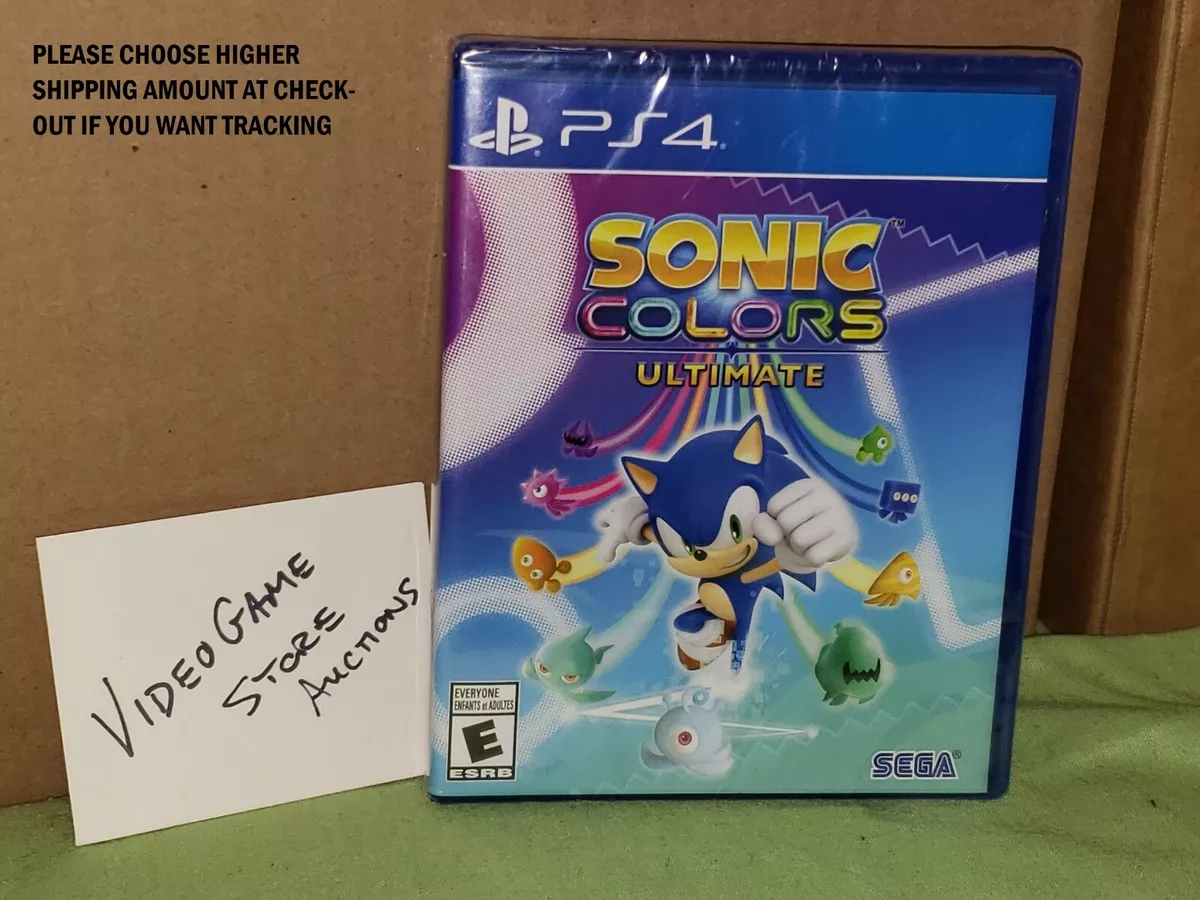 PLEASE CHOOSE HIGHER
SHIPPING AMOUNT AT CHECK-
OUT IF YOU WANT TRACKING
PS4
SONIC™
COLORS
ULTIMATE
VIDEOGAME
STORE
AUCTIONS
EVERYONE
ENFANTS et ADULTES
E
ESRB
SEGA®